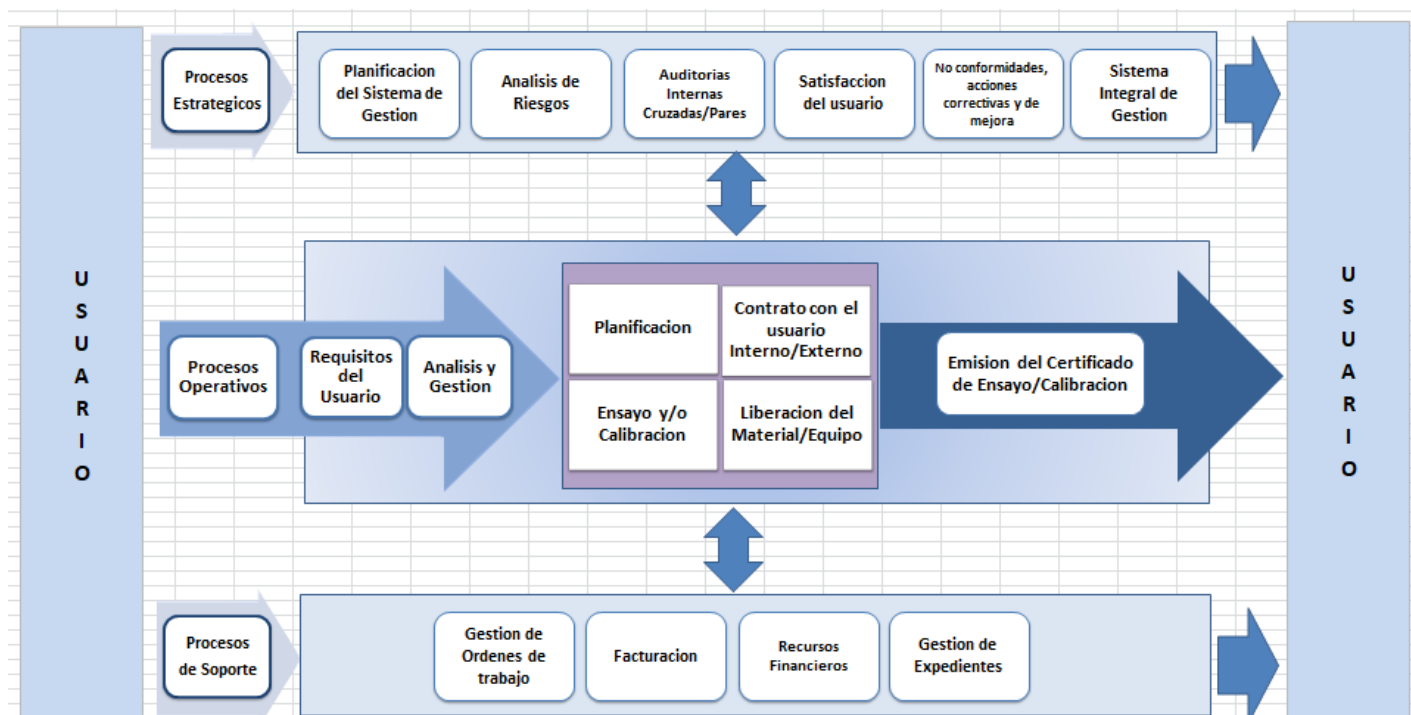 U
S
U
A
R
I
O
Procesos
Estrategicos
Planificacion
del Sistema de
Gestion
Analisis de
Riesgos
Auditorias
Internas
Cruzadas/Pares
Satisfaccion
del usuario
No conformidades,
acciones
correctivas y de
mejora
Sistema
Integral de
Gestion
Procesos
Operativos
Requisitos
del
Usuario
Analisis y
Gestion
Planificacion
Contrato con el
usuario
Interno/Externo
Ensayo y/o
Calibracion
Liberacion del
Material/Equipo
Emision del Certificado
de Ensayo/Calibracion
Procesos
de Soporte
Gestion de
Ordenes de
trabajo
Facturacion
Recursos
Financieros
Gestion de
Expedientes
U
S
U
A
R
I
O